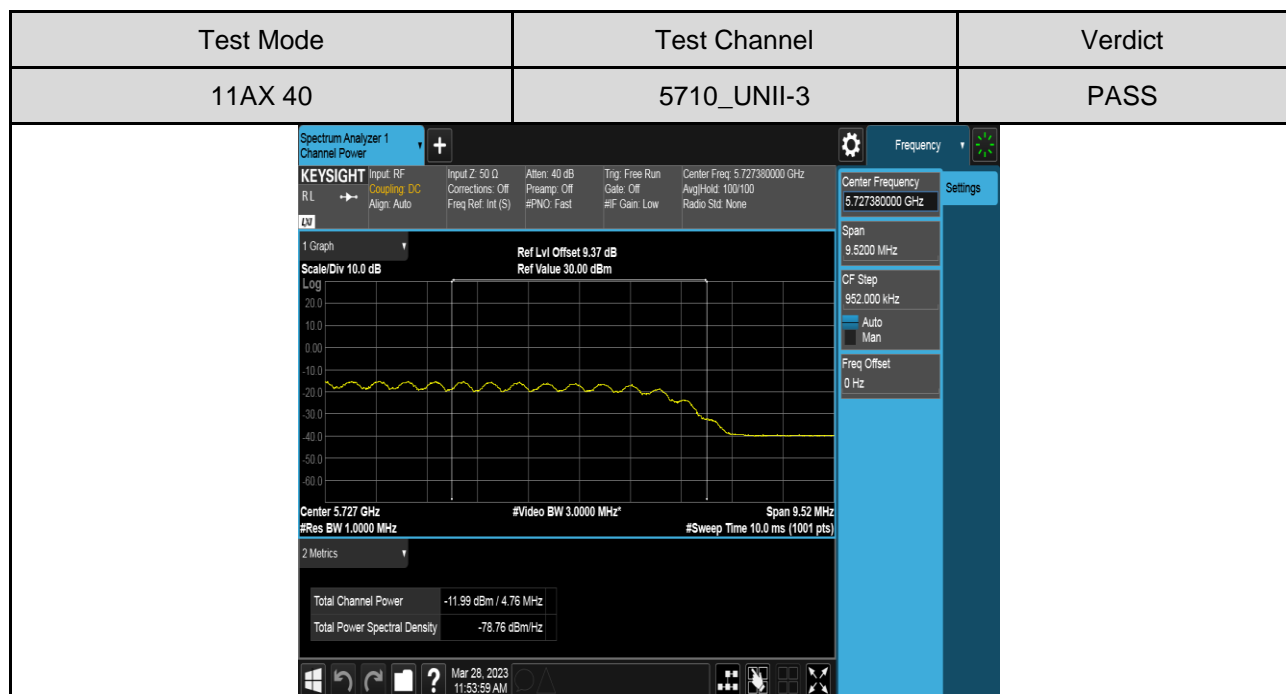 Test Mode Test Channel Verdict
11AX 40 5710_UNII-3 PASS
Spectrum Analyzer 1
Channel Power
+
Frequency
KEYSIGHT
R L
LXI
Input: RF
Coupling: DC
Align: Auto
Input Z: 50 Ω
Corrections: Off
Freq Ref: Int (S)
Atten: 40 dB
Preamp: Off
#PNO: Fast
Trig: Free Run
Gate: Off
#IF Gain: Low
Center Freq: 5.727380000 GHz
Avg|Hold: 100/100
Radio Std: None
Center Frequency
5.727380000 GHz
Settings
Span
9.5200 MHz
CF Step
952.000 kHz
Auto
Man
Freq Offset
0 Hz
1 Graph
Scale/Div 10.0 dB
Ref Lvl Offset 9.37 dB
Ref Value 30.00 dBm
Log
20.0
10.0
0.00
-10.0
-20.0
-30.0
-40.0
-50.0
-60.0
Center 5.727 GHz
#Res BW 1.0000 MHz
#Video BW 3.0000 MHz*
Span 9.52 MHz
#Sweep Time 10.0 ms (1001 pts)
2 Metrics
Total Channel Power -11.99 dBm / 4.76 MHz
Total Power Spectral Density -78.76 dBm/Hz
?
Mar 28, 2023
11:53:59 AM